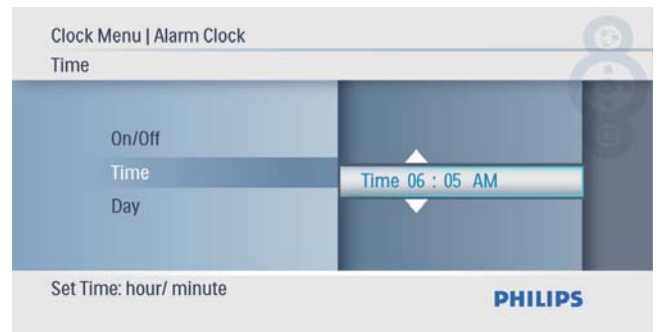 Clock Menu | Alarm Clock
Time
On/Off
Time
Time 06 : 05 AM
Day
Set Time: hour/ minute
PHILIPS